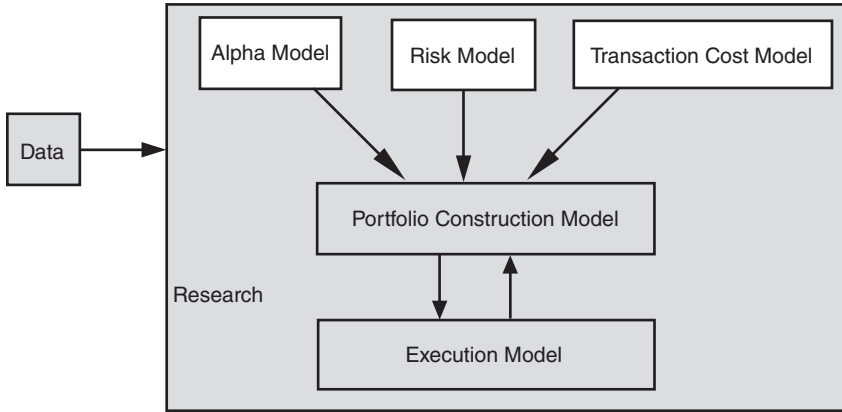 Alpha Model
Risk Model
Transaction Cost Model
Data
Portfolio Construction Model
Research
Execution Model